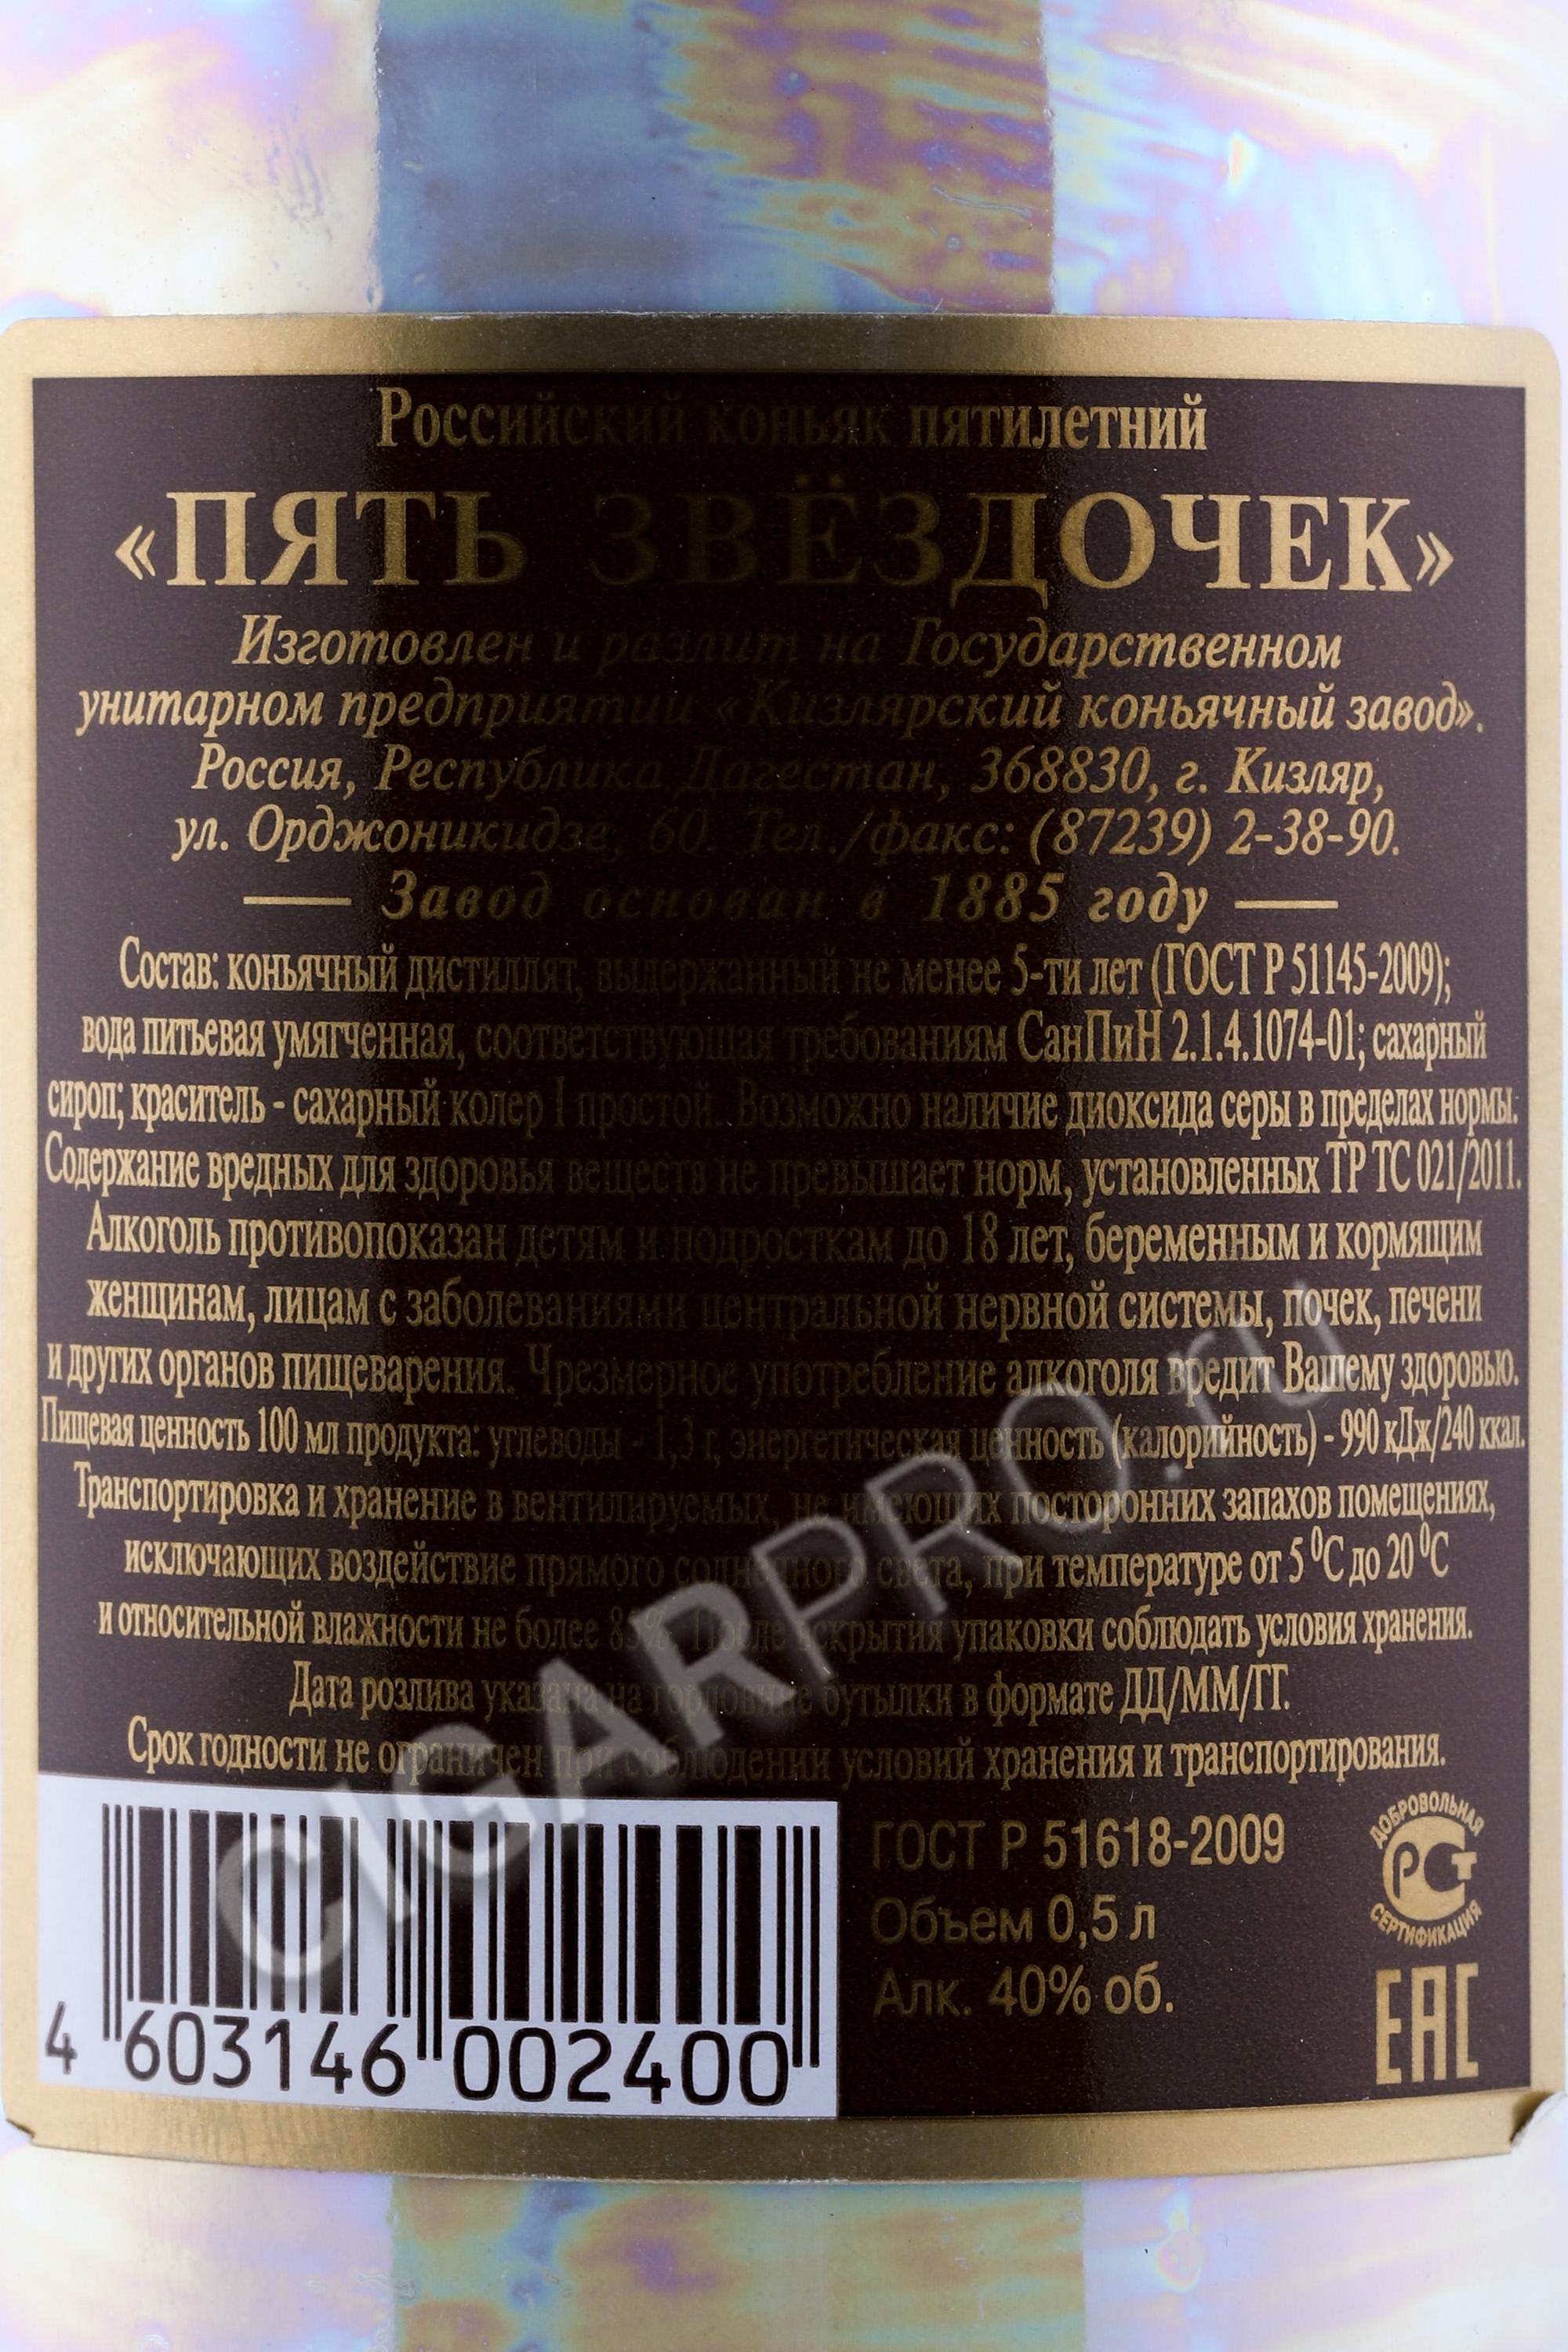 Российский коньяк пятилетний
«ПЯТЬ ЗВЁЗДОЧЕК»
Изготовлен и разлит на Государственном
унитарном предприятии «Кизлярский коньячный завод».
Россия, Республика Дагестан, 368830, г. Кизляр,
ул. Орджоникидзе, 60. Тел./факс: (87239) 2-38-90.
Завод основан в 1885 году
Состав: коньячный дистиллят, выдержанный не менее 5-ти лет (ГОСТ Р 51145-2009);
вода питьевая умягченная, соответствующая требованиям СанПиН 2.1.4.1074-01; сахарный
сироп; краситель - сахарный колер I простой. Возможно наличие диоксида серы в пределах нормы.
Содержание вредных для здоровья веществ не превышает норм, установленных ТР ТС 021/2011.
Алкоголь противопоказан детям и подросткам до 18 лет, беременным и кормящим
женщинам, лицам с заболеваниями центральной нервной системы, почек, печени
и других органов пищеварения. Чрезмерное употребление алкоголя вредит Вашему здоровью.
Пищевая ценность 100 мл продукта: углеводы - 1,3 г, энергетическая ценность (калорийность) - 990 кДж/240 ккал.
Транспортировка и хранение в вентилируемых, не имеющих посторонних запахов помещениях,
исключающих воздействие прямого солнечного света, при температуре от 5 ⁰С до 20 ⁰С
и относительной влажности не более 85%. После вскрытия упаковки соблюдать условия хранения.
Дата розлива указана на горловине бутылки в формате ДД/ММ/ГГ.
Срок годности не ограничен при соблюдении условий хранения и транспортирования.
ГОСТ Р 51618-2009
Объем 0,5 л
Алк. 40% об.
ДОБРОВОЛЬНАЯ
РСТ
СЕРТИФИКАЦИЯ
EAC
4 603146 002400
CIGARPRO.ru